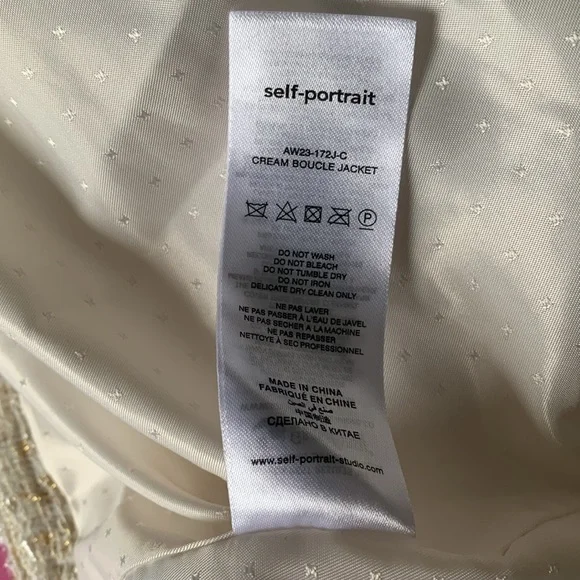 self-portrait
AW23-172J-C
CREAM BOUCLE JACKET
P
DO NOT WASH
DO NOT BLEACH
DO NOT TUMBLE DRY
DO NOT IRON
DELICATE DRY CLEAN ONLY
NE PAS LAVER
NE PAS PASSER À L'EAU DE JAVEL
NE PAS SECHER A LA MACHINE
NE PAS REPASSER
NETTOYE À SEC PROFESSIONNEL
MADE IN CHINA
FABRIQUÉ EN CHINE
صنع في الصين
СДЕЛАНО В КИТАЕ
www.self-portrait-studio.com